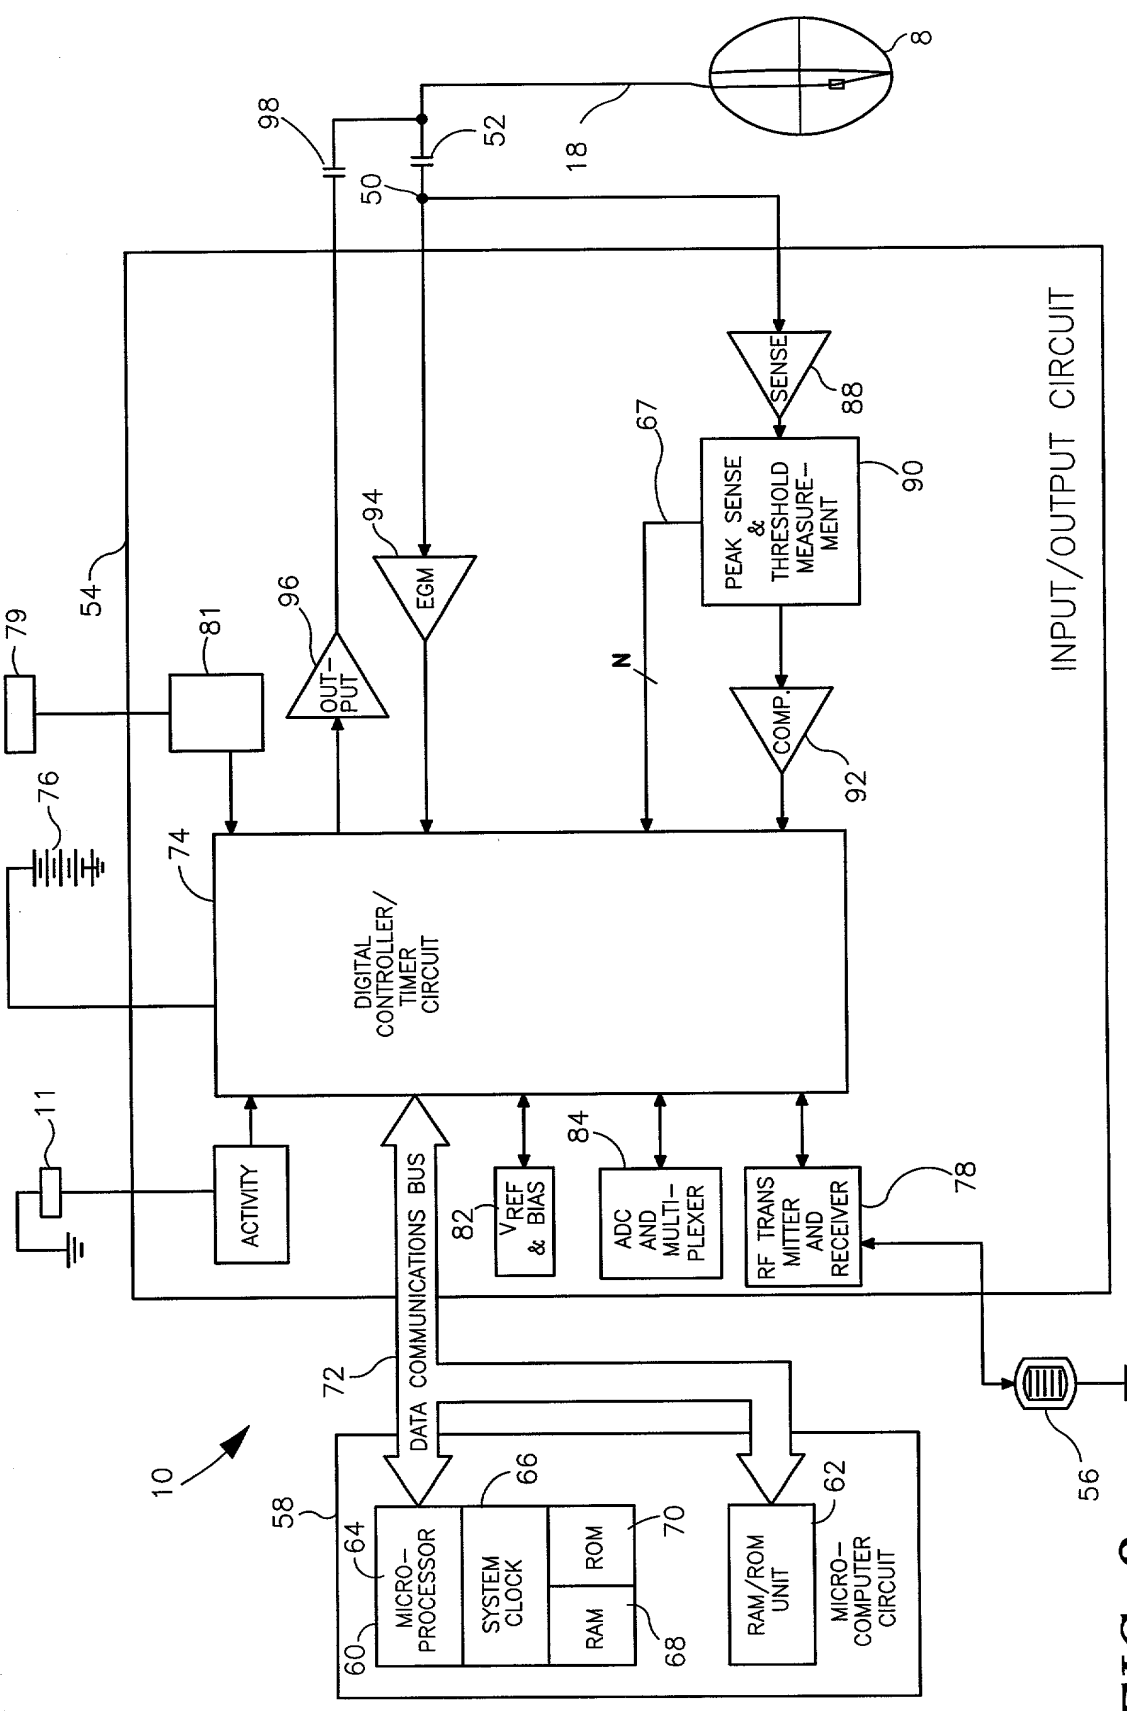 10
58
60
64
MICRO-
PROCESSOR
66
SYSTEM
CLOCK
RAM
ROM
68
70
RAM/ROM
UNIT
62
MICRO-
COMPUTER
CIRCUIT
72
DATA COMMUNICATIONS BUS
56
11
ACTIVITY
82
VREF
& BIAS
84
ADC
AND
MULTI-
PLEXER
RF TRANS
MITTER
AND
RECEIVER
78
76
74
DIGITAL
CONTROLLER/
TIMER
CIRCUIT
79
81
54
96
OUT-
PUT
94
EGM
N
67
COMP.
92
PEAK SENSE
&
THRESHOLD
MEASURE-
MENT
90
SENSE
88
INPUT/OUTPUT CIRCUIT
98
50
52
18
8